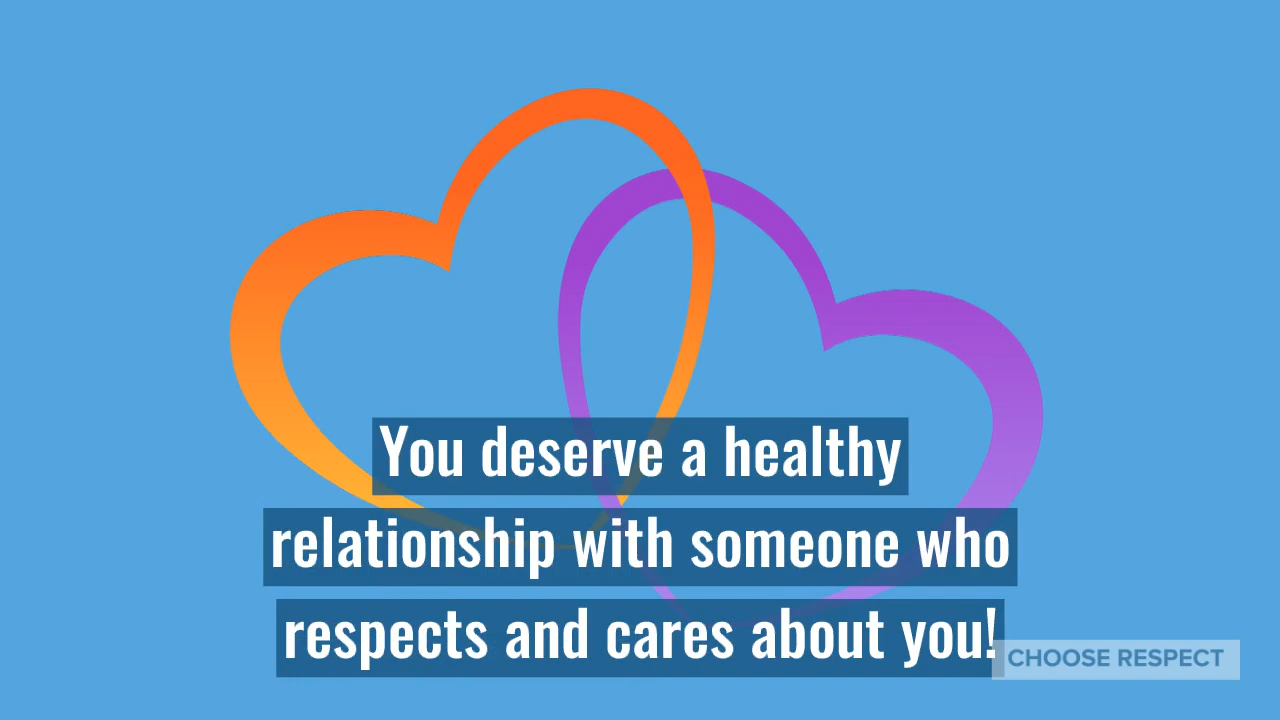 You deserve a healthy
relationship with someone who
respects and cares about you!
CHOOSE RESPECT